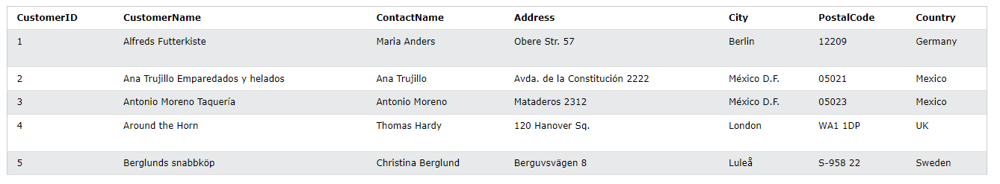 CustomerID CustomerName ContactName Address City PostalCode Country
1 Alfreds Futterkiste Maria Anders Obere Str. 57 Berlin 12209 Germany
2 Ana Trujillo Emparedados y helados Ana Trujillo Avda. de la Constitución 2222 México D.F. 05021 Mexico
3 Antonio Moreno Taquería Antonio Moreno Mataderos 2312 México D.F. 05023 Mexico
4 Around the Horn Thomas Hardy 120 Hanover Sq. London WA1 1DP UK
5 Berglunds snabbköp Christina Berglund Berguvsvägen 8 Luleå S-958 22 Sweden